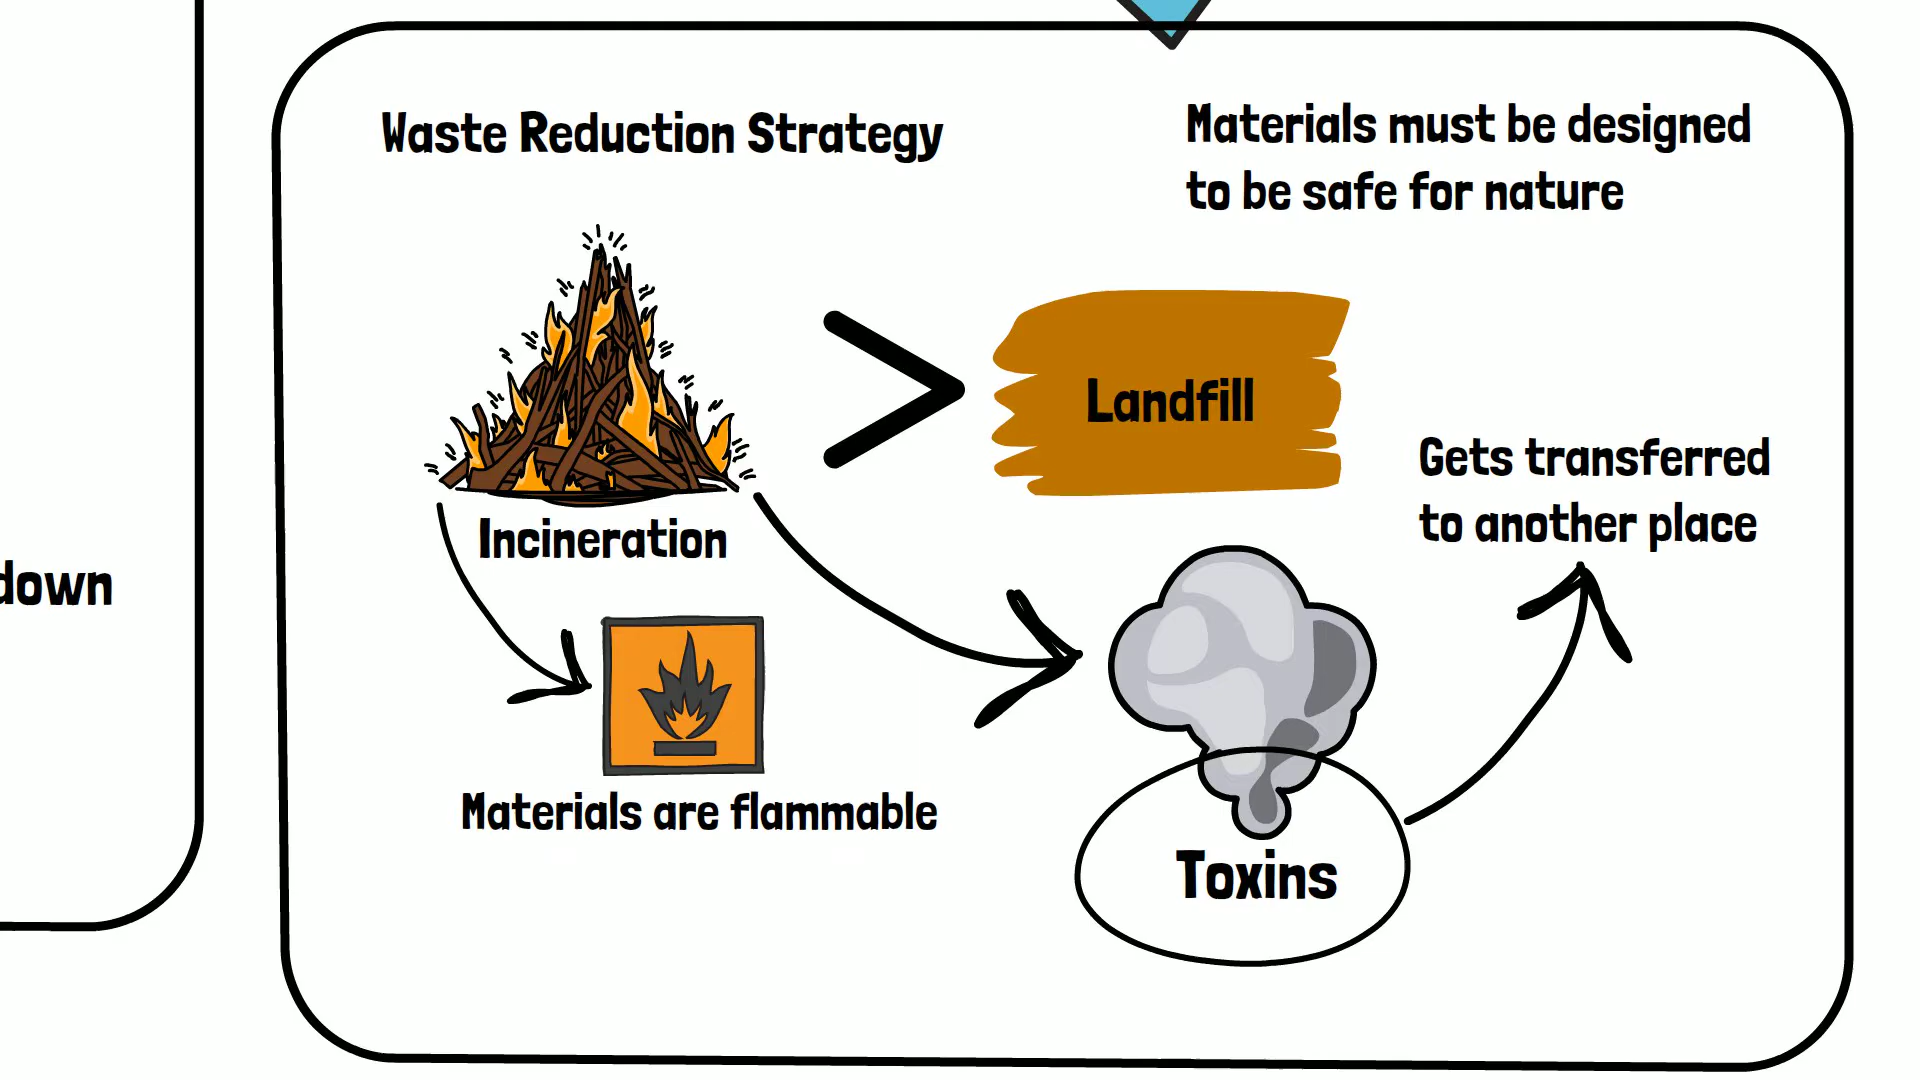 Waste Reduction Strategy
Materials must be designed
to be safe for nature
>
Landfill
Incineration
Gets transferred
to another place
Materials are flammable
Toxins
down